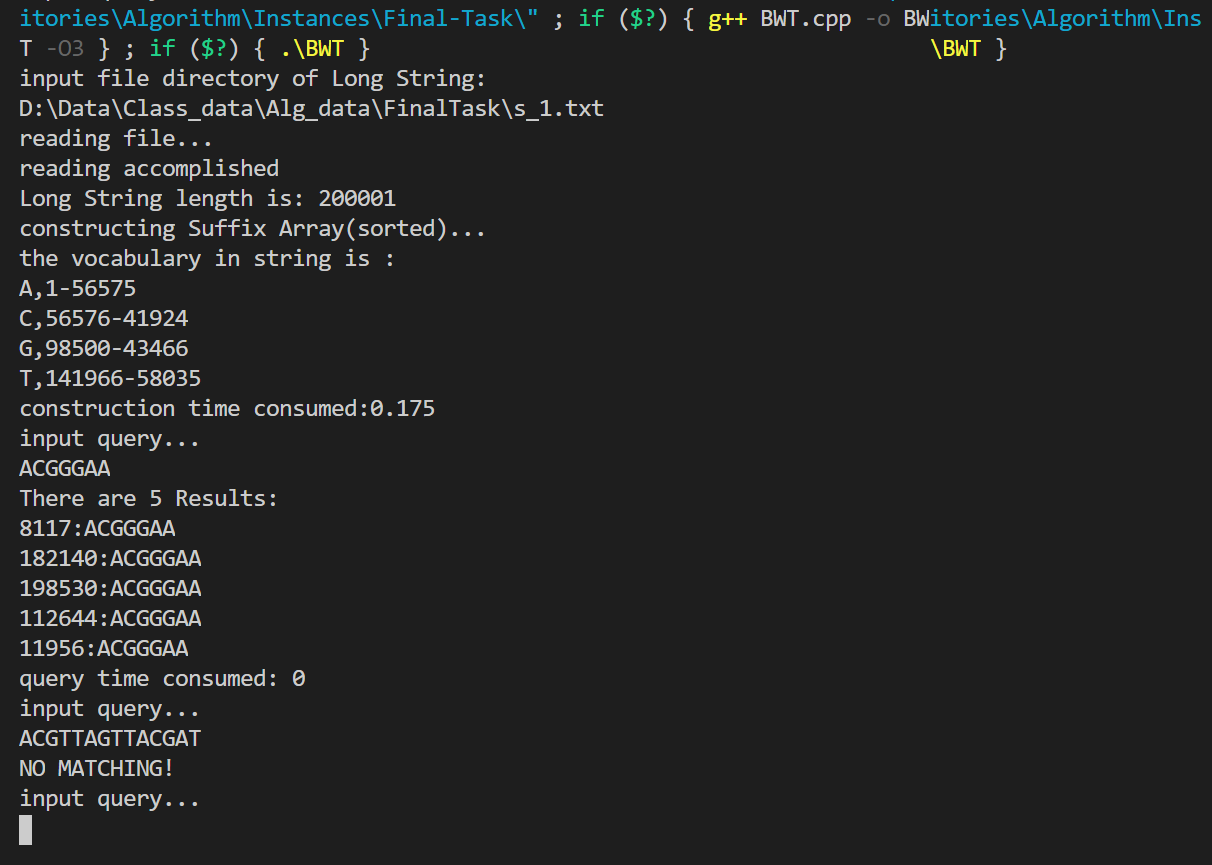 itories\Algorithm\Instances\Final-Task\" ; if ($?) { g++ BWT.cpp -o BWitories\Algorithm\Ins
T -O3 } ; if ($?) { .\BWT } \BWT }
input file directory of Long String:
D:\Data\Class_data\Alg_data\FinalTask\s_1.txt
reading file...
reading accomplished
Long String length is: 200001
constructing Suffix Array(sorted)...
the vocabulary in string is :
A,1-56575
C,56576-41924
G,98500-43466
T,141966-58035
construction time consumed:0.175
input query...
ACGGGAA
There are 5 Results:
8117:ACGGGAA
182140:ACGGGAA
198530:ACGGGAA
112644:ACGGGAA
11956:ACGGGAA
query time consumed: 0
input query...
ACGTTAGTTACGAT
NO MATCHING!
input query...